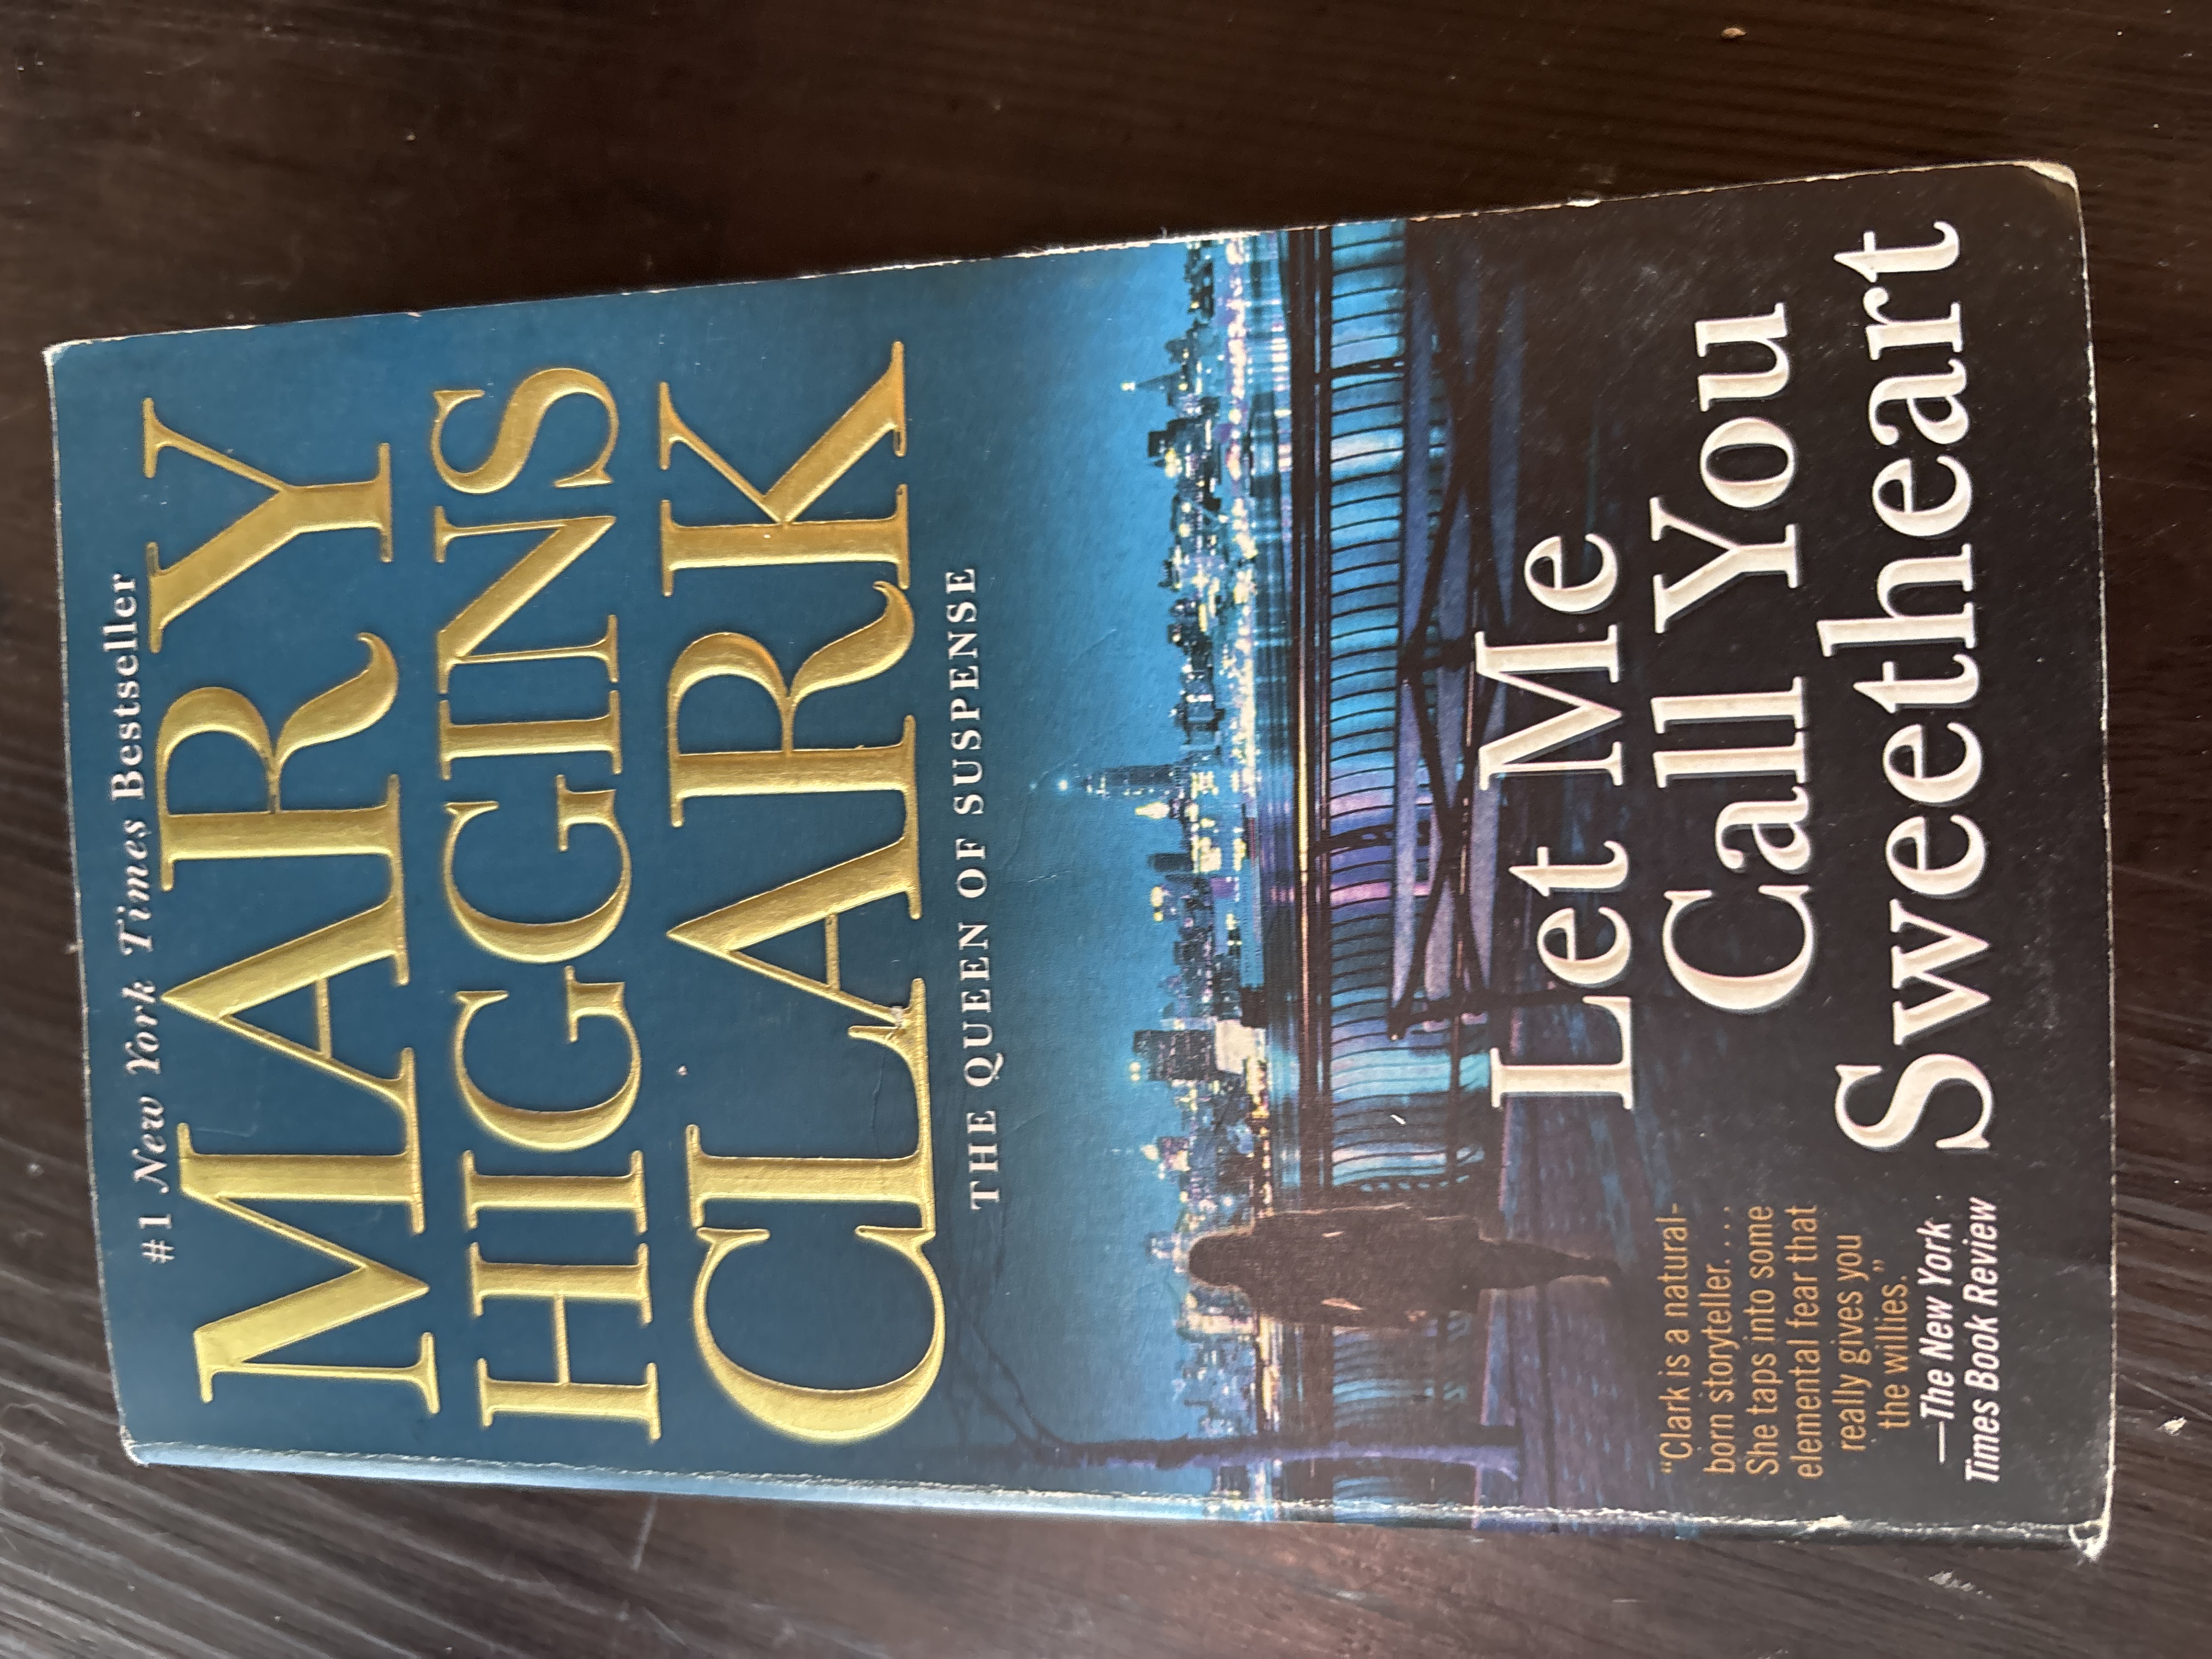 #1 New York Times Bestseller
MARY
HIGGINS
CLARK
THE QUEEN OF SUSPENSE
Let Me
Call You
Sweetheart
“Clark is a natural-
born storyteller. . . .
She taps into some
elemental fear that
really gives you
the willies.”
—The New York
Times Book Review